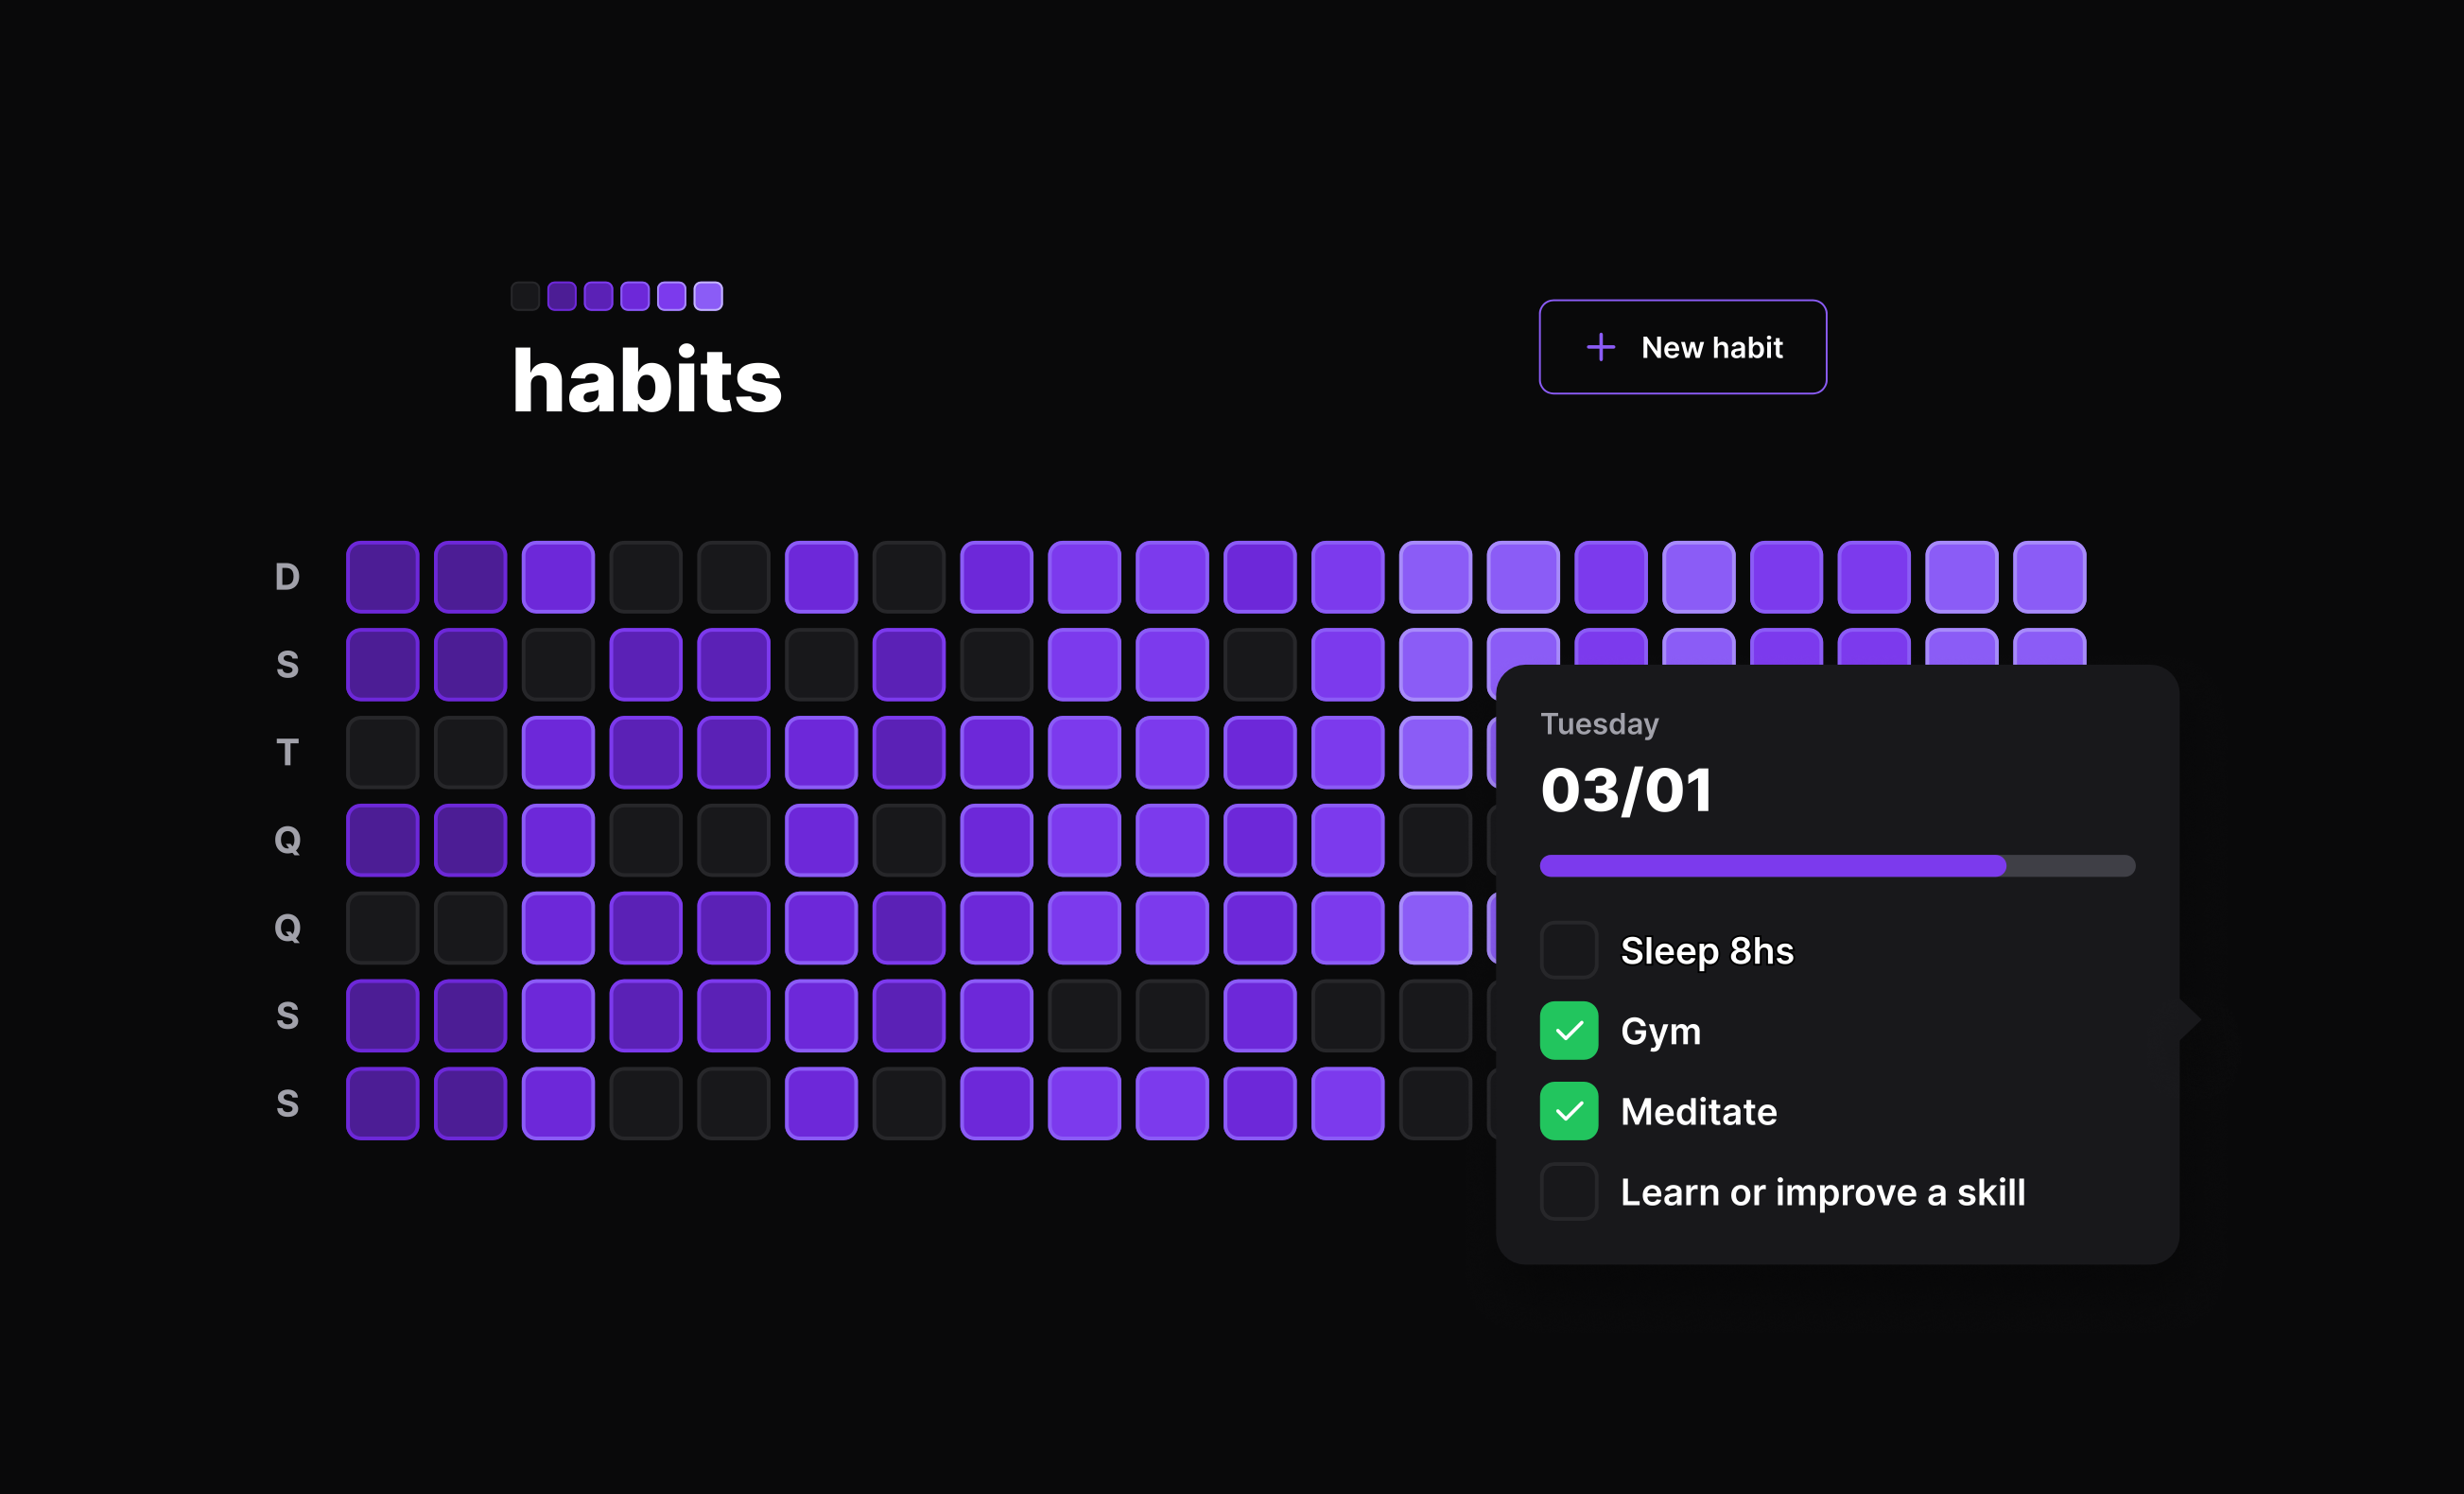 habits
New habit
D
S
T
Q
Q
S
S
Tuesday
03/01
Sleep 8hs
Gym
Meditate
Learn or improve a skill